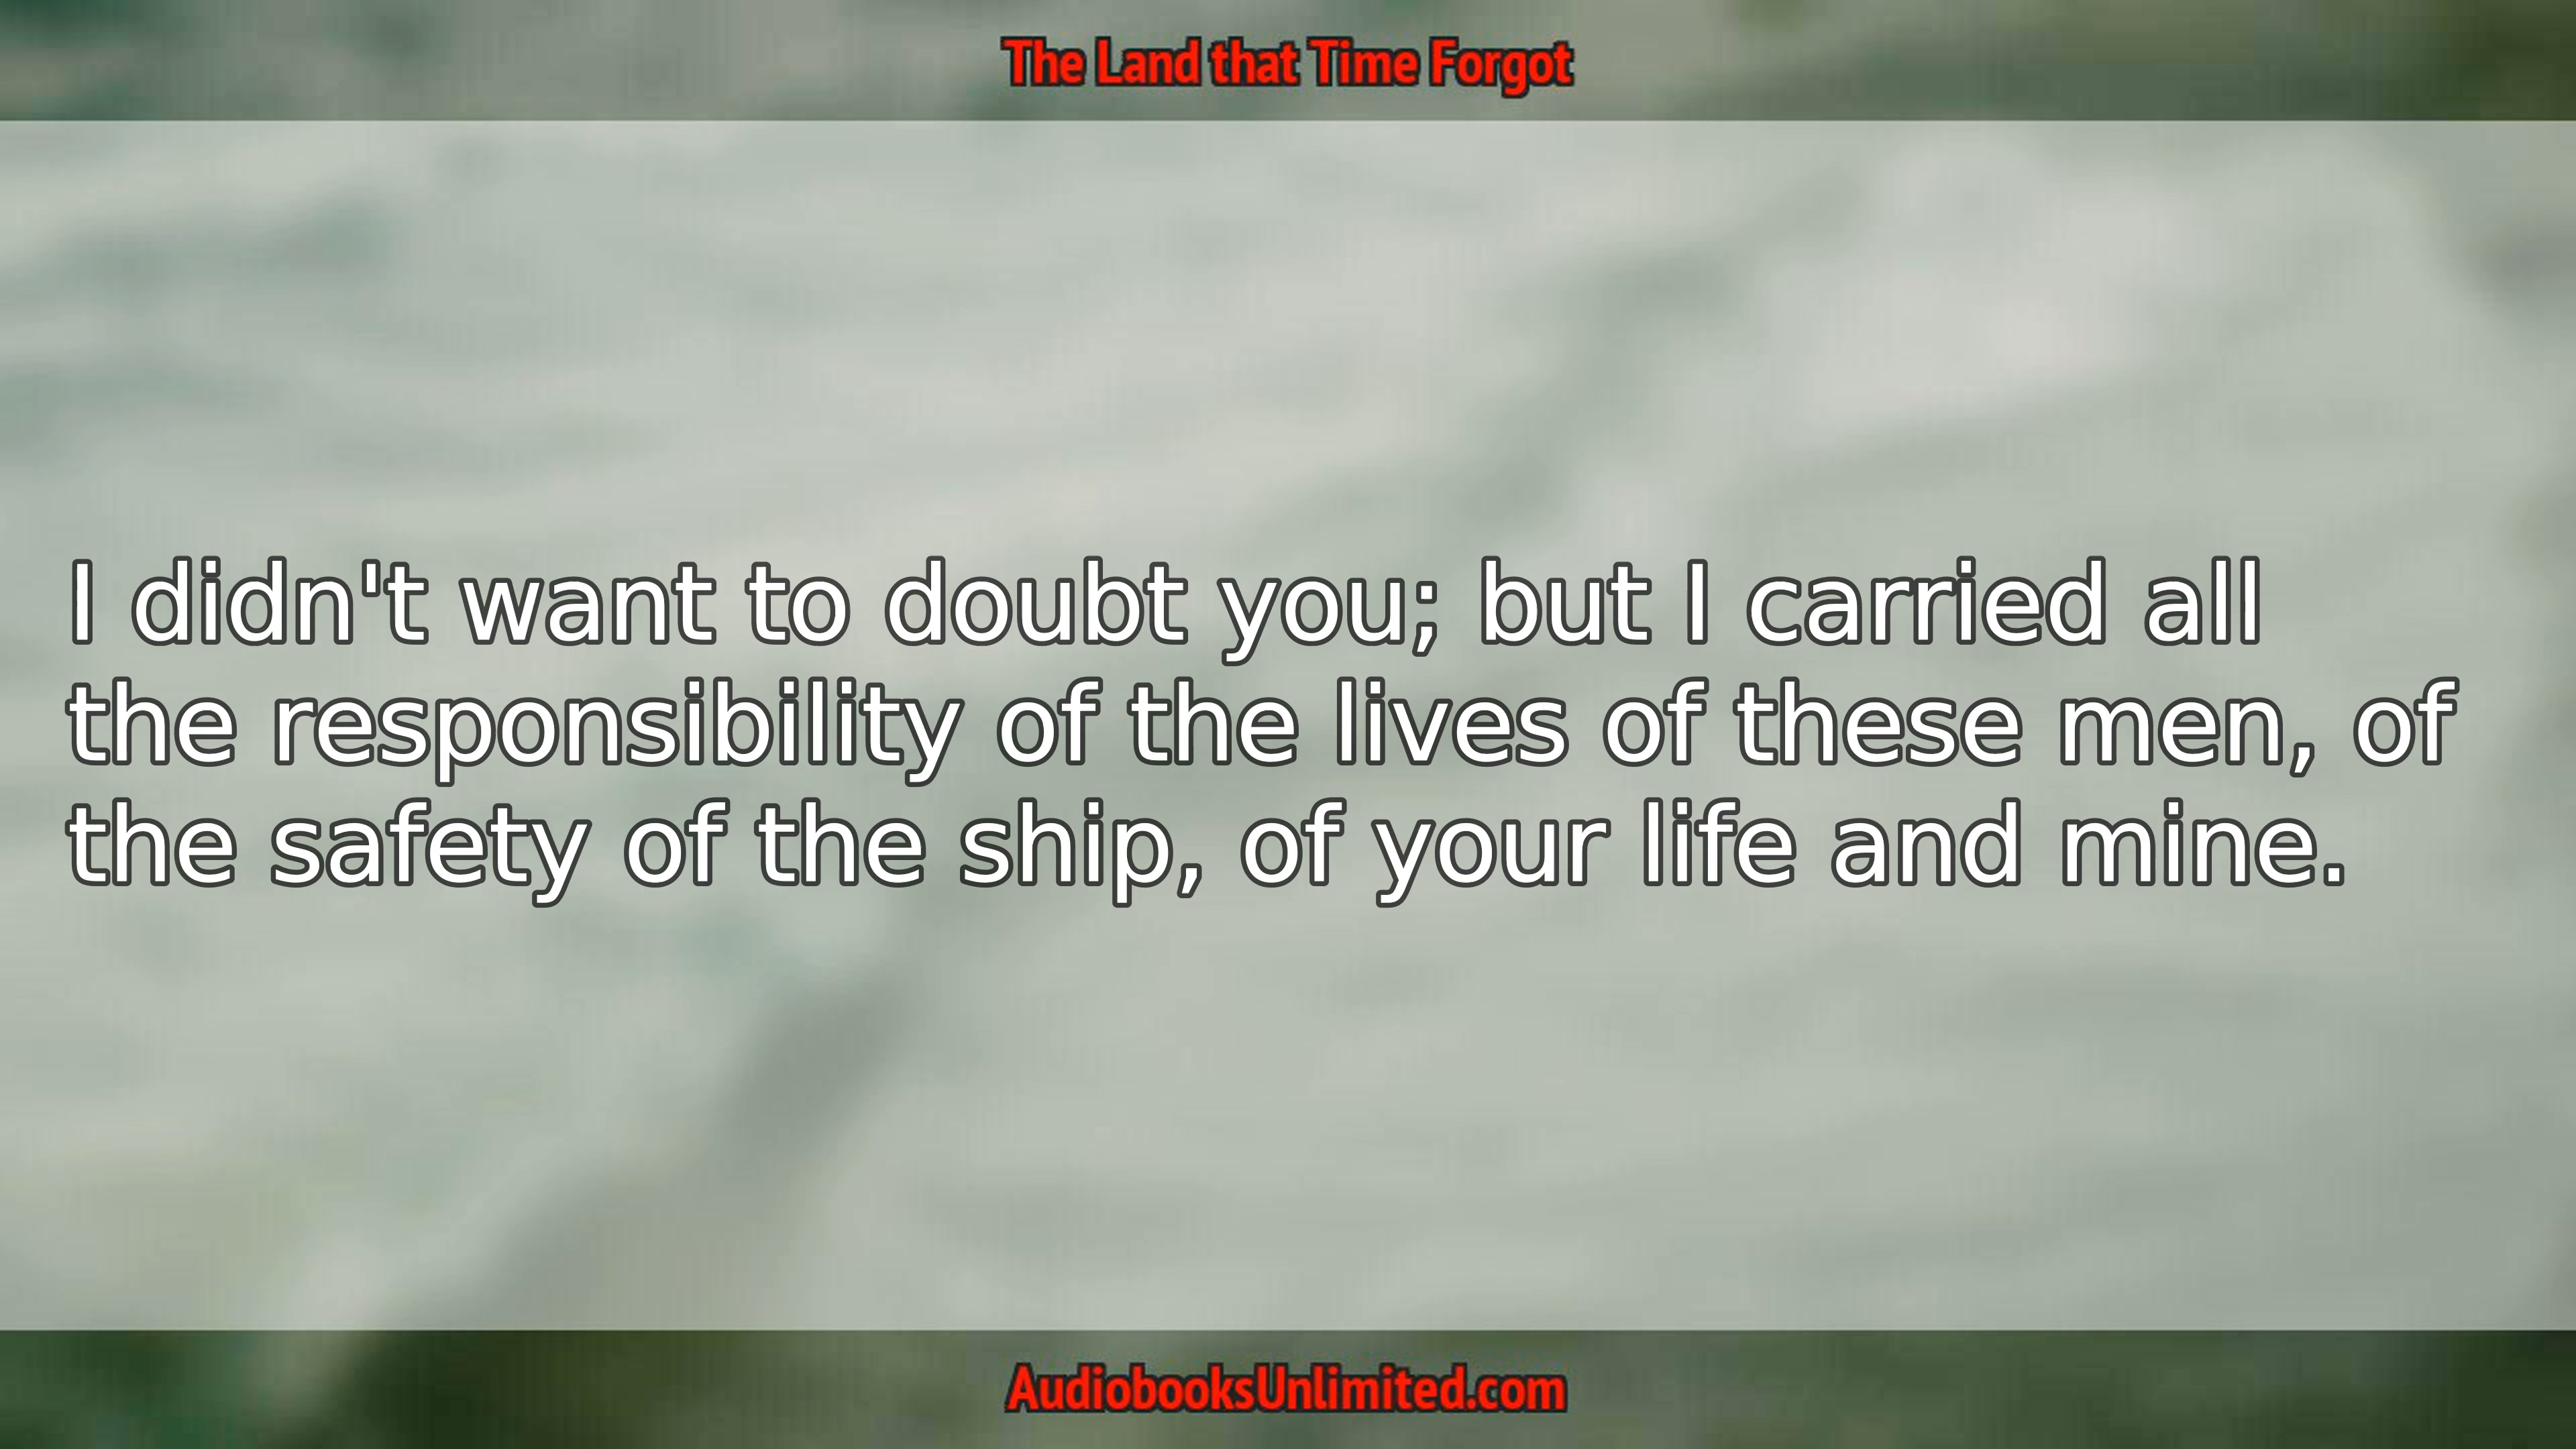 The Land that Time Forgot
I didn't want to doubt you; but I carried all
the responsibility of the lives of these men, of
the safety of the ship, of your life and mine.
AudiobooksUnlimited.com